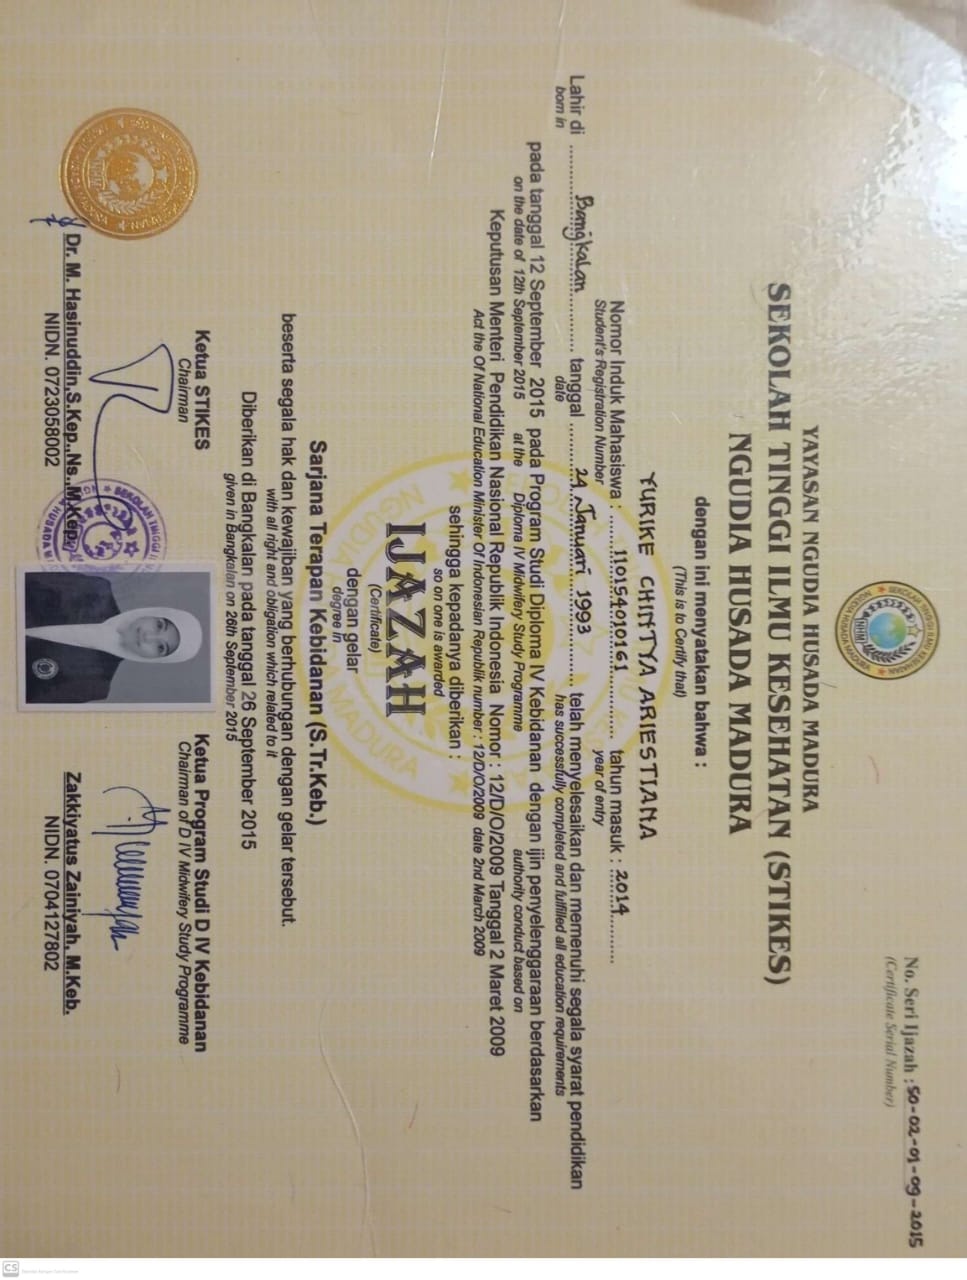 No. Seri Ijazah : 50-02-01-09-2015
(Certificate Serial Number)
YAYASAN NGUDIA HUSADA MADURA
SEKOLAH TINGGI ILMU KESEHATAN (STIKES)
NGUDIA HUSADA MADURA
dengan ini menyatakan bahwa :
(This is to Certify that)
YURIKE CHINTYA ARIESTIANA
Nomor Induk Mahasiswa : 110154010161 tahun masuk : 2014
Student's Registration Number year of entry
Lahir di Bangkalan tanggal 24 Januari 1993 telah menyelesaikan dan memenuhi segala syarat pendidikan
born in date has successfully completed and fulfilled all education requirements
pada tanggal 12 September 2015 pada Program Studi Diploma IV Kebidanan dengan ijin penyelenggaraan berdasarkan
on the date of 12th September 2015 at the Diploma IV Midwifery Study Programme authority conduct based on
Keputusan Menteri Pendidikan Nasional Republik Indonesia Nomor : 12/D/O/2009 Tanggal 2 Maret 2009
Act the Of National Education Minister Of Indonesian Republik number : 12/D/O/2009 date 2nd March 2009
sehingga kepadanya diberikan :
so on one is awarded
IJAZAH
(Certificate)
dengan gelar
degree in
Sarjana Terapan Kebidanan (S.Tr.Keb.)
beserta segala hak dan kewajiban yang berhubungan dengan gelar tersebut.
with all right and obligation which related to it
Diberikan di Bangkalan pada tanggal 26 September 2015
given in Bangkalan on 26th September 2015
Ketua STIKES
Chairman
Dr. M. Hasinuddin,S.Kep.,Ns.,M.Kep.
NIDN. 0723058002
Ketua Program Studi D IV Kebidanan
Chairman of D IV Midwifery Study Programme
Zakkiyatus Zainiyah, M.Keb.
NIDN. 0704127802
CS